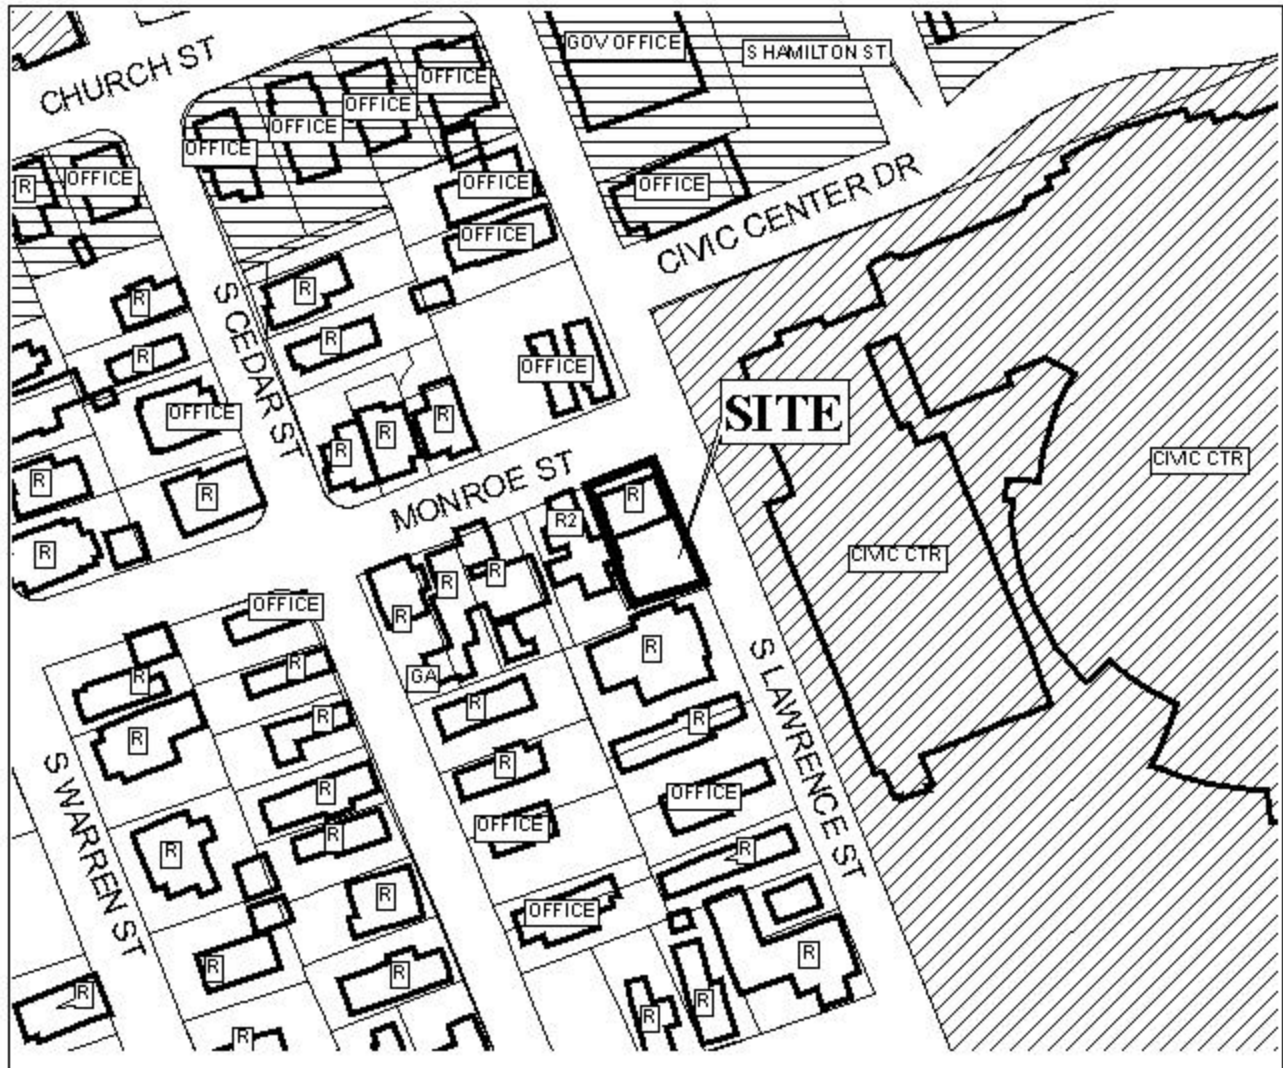 GOV OFFICE
S HAMILTON ST
CHURCH ST
OFFICE
OFFICE
OFFICE
OFFICE
R
OFFICE
OFFICE
OFFICE
OFFICE
CIVIC CENTER DR
R
R
S CEDAR ST
R
R
OFFICE
OFFICE
SITE
R
R
R
CIVIC CTR
MONROE ST
R
R
R
R2
R
CIVIC CTR
R
R
R
OFFICE
R
GA
R
R
R
R
S LAWRENCE ST
R
R
R
R
S WARREN ST
R
R
OFFICE
OFFICE
R
R
R
R
OFFICE
R
R
R
R
R
R
R